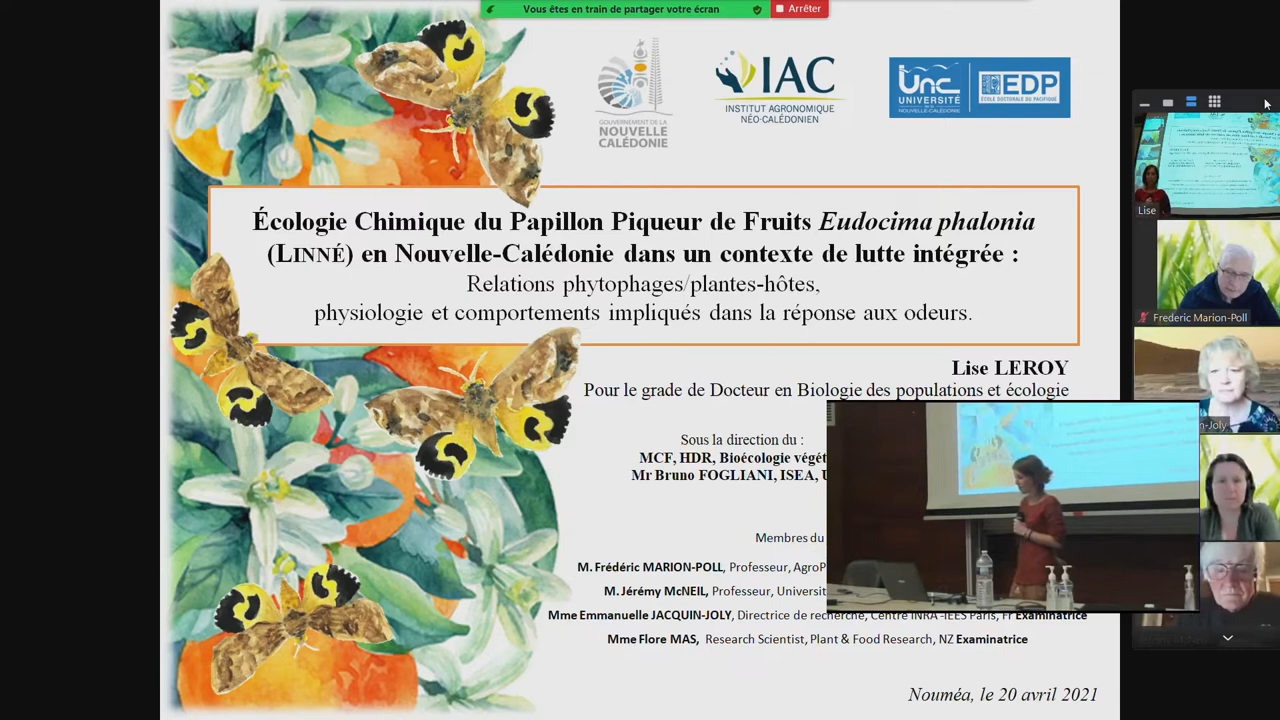 Vous êtes en train de partager votre écran
Arrêter
GOUVERNEMENT DE LA
NOUVELLE
CALÉDONIE
IAC
INSTITUT AGRONOMIQUE
NÉO-CALÉDONIEN
UNC
UNIVERSITÉ
DE LA
NOUVELLE-CALÉDONIE
EDP
ÉCOLE DOCTORALE DU PACIFIQUE
Écologie Chimique du Papillon Piqueur de Fruits Eudocima phalonia
(LINNÉ) en Nouvelle-Calédonie dans un contexte de lutte intégrée :
Relations phytophages/plantes-hôtes,
physiologie et comportements impliqués dans la réponse aux odeurs.
Lise LEROY
Pour le grade de Docteur en Biologie des populations et écologie
Sous la direction du :
MCF, HDR, Bioécologie végét
Mr Bruno FOGLIANI, ISEA, U
Membres du
M. Frédéric MARION-POLL, Professeur, AgroP
M. Jérémy McNEIL, Professeur, Universit
Mme Emmanuelle JACQUIN-JOLY, Directrice de recherche, Centre INRA -IEES Paris, Fr Examinatrice
Mme Flore MAS, Research Scientist, Plant & Food Research, NZ Examinatrice
Nouméa, le 20 avril 2021
Lise
Frederic Marion-Poll
n-Joly